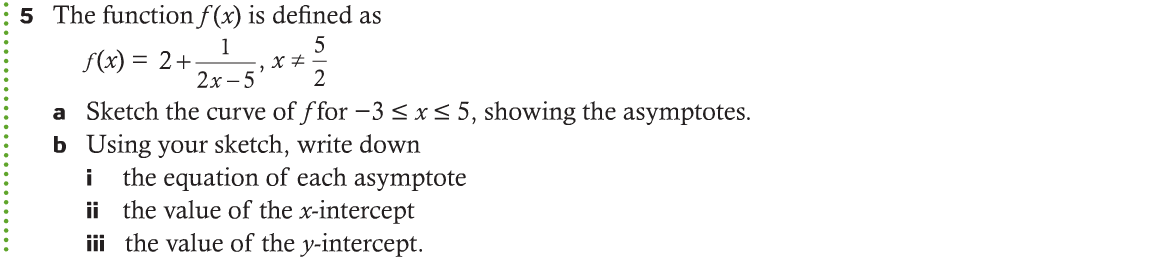 5 The function f(x) is defined as
f(x) = 2 + 1/(2x − 5), x ≠ 5/2
a Sketch the curve of f for −3 ≤ x ≤ 5, showing the asymptotes.
b Using your sketch, write down
i the equation of each asymptote
ii the value of the x-intercept
iii the value of the y-intercept.